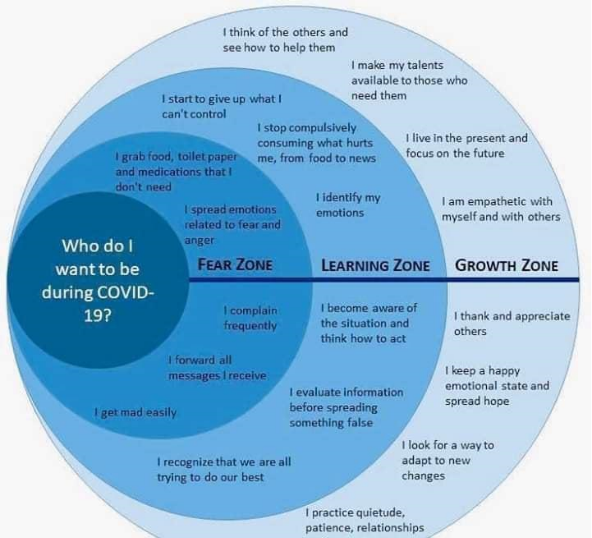 I think of the others and
see how to help them
I make my talents
available to those who
need them
I start to give up what I
can't control
I stop compulsively
consuming what hurts
me, from food to news
I live in the present and
focus on the future
I grab food, toilet paper
and medications that I
don't need
I identify my
emotions
I am empathetic with
myself and with others
I spread emotions
related to fear and
anger
Who do I
want to be
during COVID-
19?
FEAR ZONE
LEARNING ZONE
GROWTH ZONE
I complain
frequently
I become aware of
the situation and
think how to act
I thank and appreciate
others
I forward all
messages I receive
I keep a happy
emotional state and
spread hope
I get mad easily
I evaluate information
before spreading
something false
I look for a way to
adapt to new
changes
I recognize that we are all
trying to do our best
I practice quietude,
patience, relationships